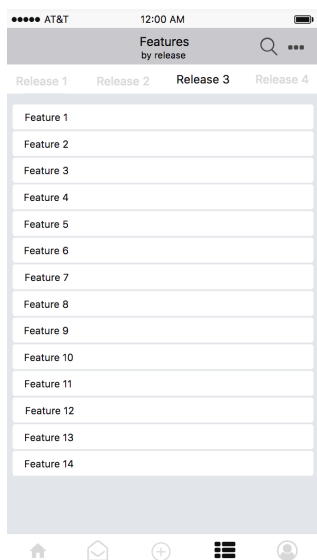 AT&T 12:00 AM
Features
by release
Release 1 Release 2 Release 3 Release 4
Feature 1
Feature 2
Feature 3
Feature 4
Feature 5
Feature 6
Feature 7
Feature 8
Feature 9
Feature 10
Feature 11
Feature 12
Feature 13
Feature 14